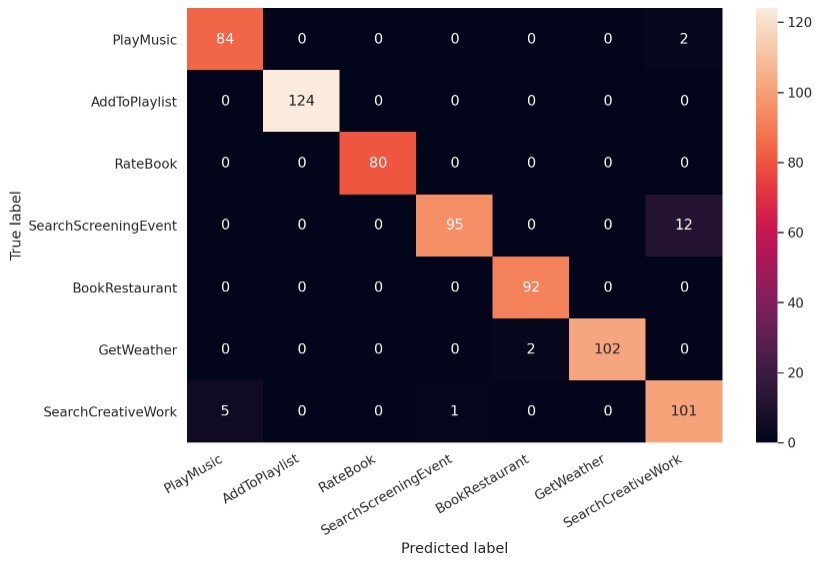 PlayMusic 84 0 0 0 0 0 2
AddToPlaylist 0 124 0 0 0 0 0
RateBook 0 0 80 0 0 0 0
SearchScreeningEvent 0 0 0 95 0 0 12
BookRestaurant 0 0 0 0 92 0 0
GetWeather 0 0 0 0 2 102 0
SearchCreativeWork 5 0 0 1 0 0 101
True label
PlayMusic AddToPlaylist RateBook SearchScreeningEvent BookRestaurant GetWeather SearchCreativeWork
Predicted label
120
100
80
60
40
20
0